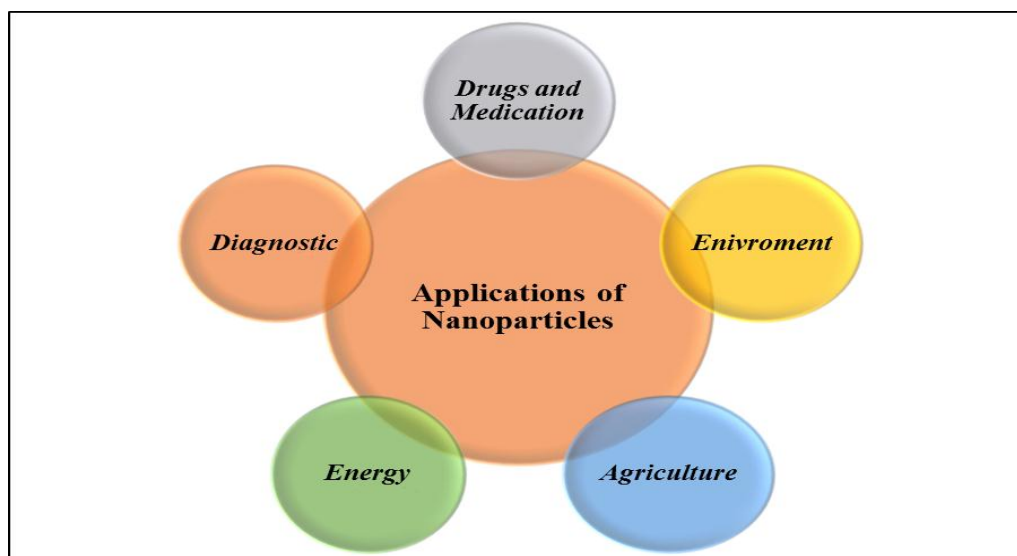 Drugs and
Medication
Diagnostic
Enivroment
Applications of
Nanoparticles
Energy
Agriculture